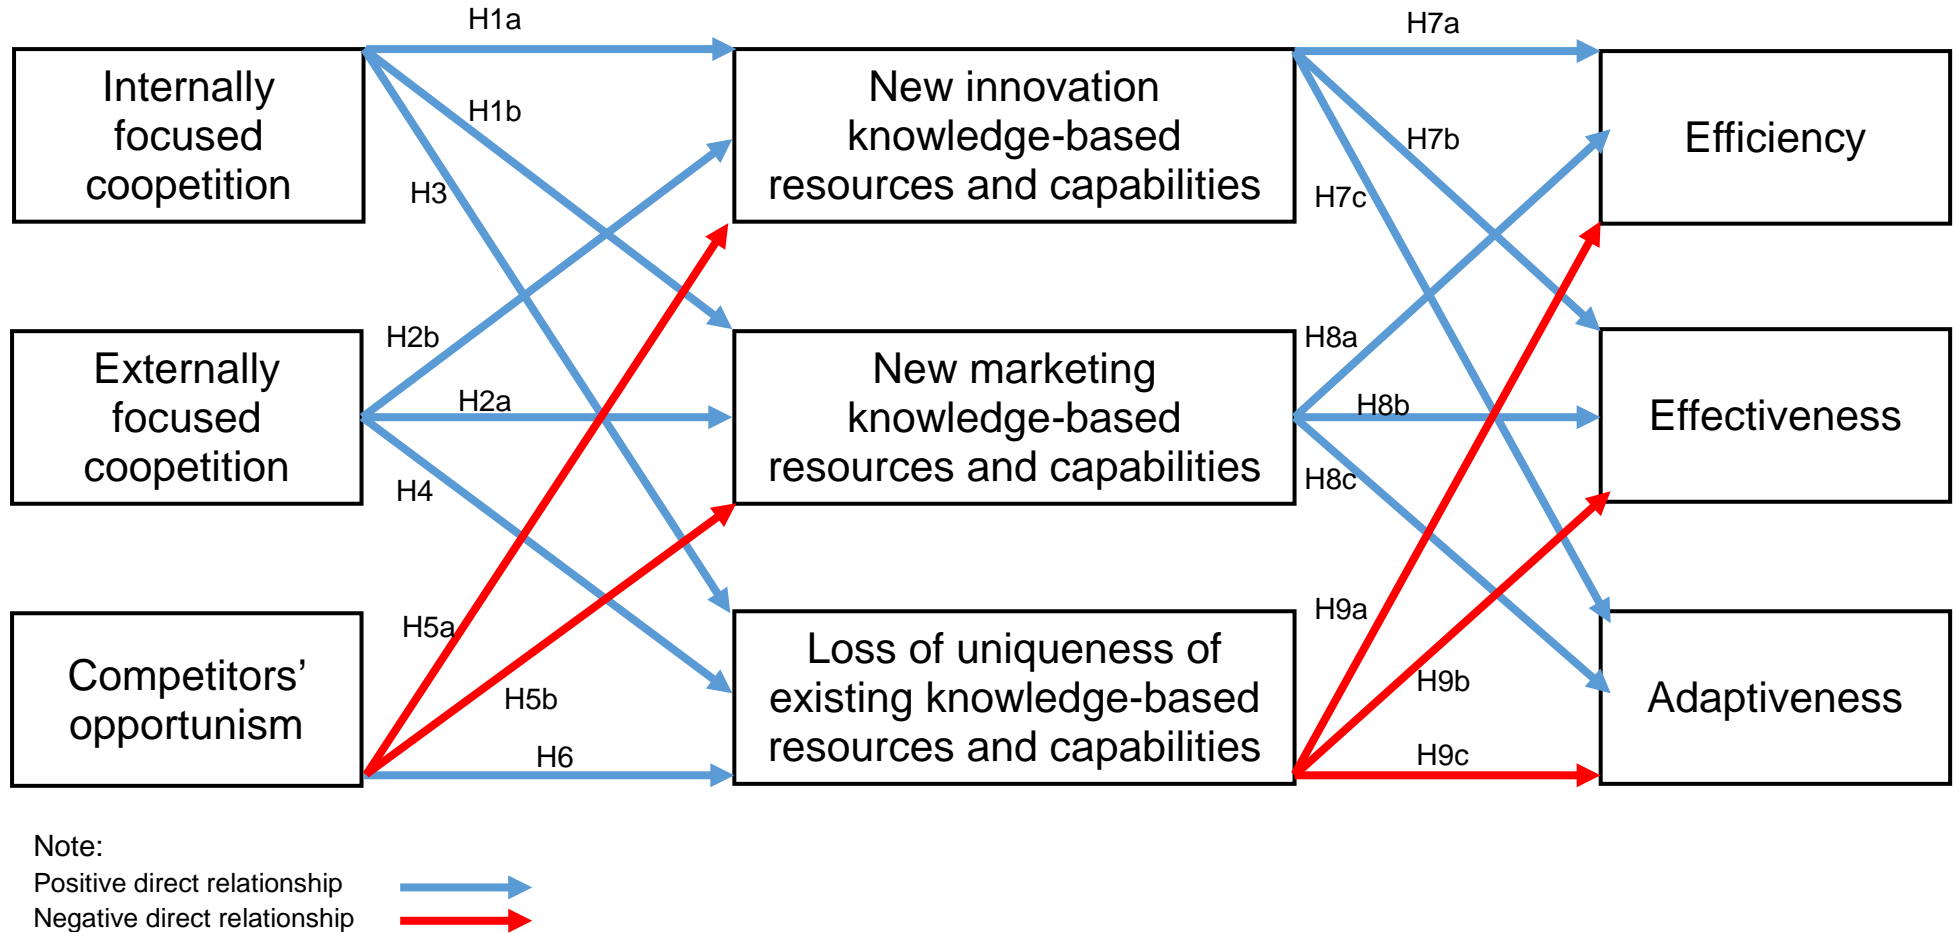 H1a
H7a
Internally
focused
coopetition
H1b
H3
New innovation
knowledge-based
resources and capabilities
H7b
H7c
Efficiency
Externally
focused
coopetition
H2b
H2a
H4
New marketing
knowledge-based
resources and capabilities
H8a
H8b
H8c
Effectiveness
Competitors’
opportunism
H5a
H5b
H6
Loss of uniqueness of
existing knowledge-based
resources and capabilities
H9a
H9b
H9c
Adaptiveness
Note:
Positive direct relationship
Negative direct relationship